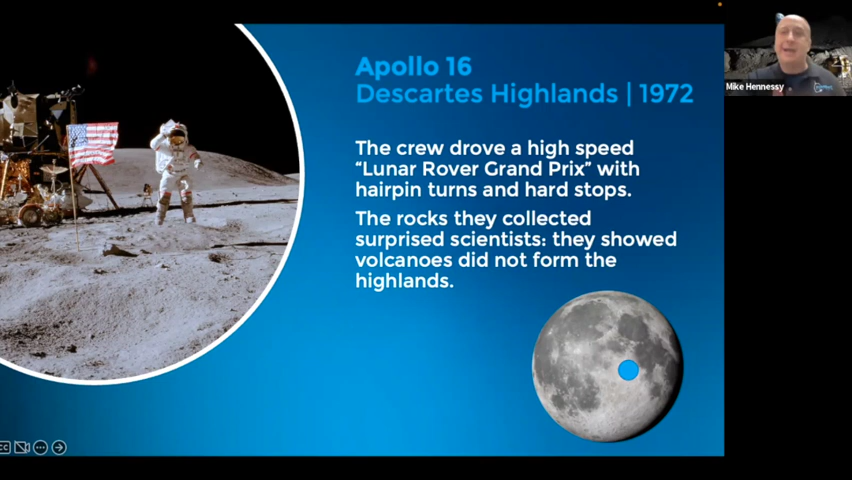 Apollo 16
Descartes Highlands | 1972
The crew drove a high speed
“Lunar Rover Grand Prix” with
hairpin turns and hard stops.
The rocks they collected
surprised scientists: they showed
volcanoes did not form the
highlands.
Mike Hennessy
CC